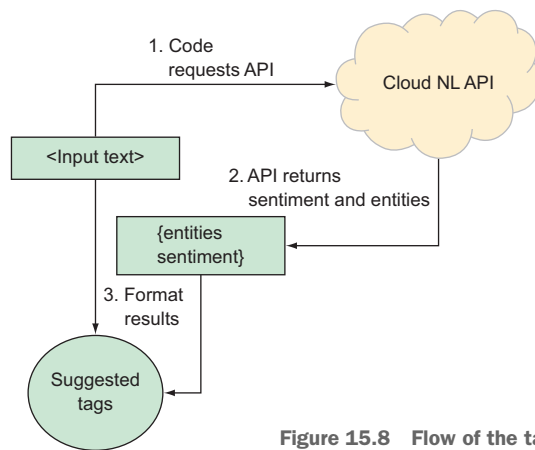 1. Code
requests API
Cloud NL API
<Input text>
2. API returns
sentiment and entities
{entities
sentiment}
3. Format
results
Suggested
tags
Figure 15.8 Flow of the